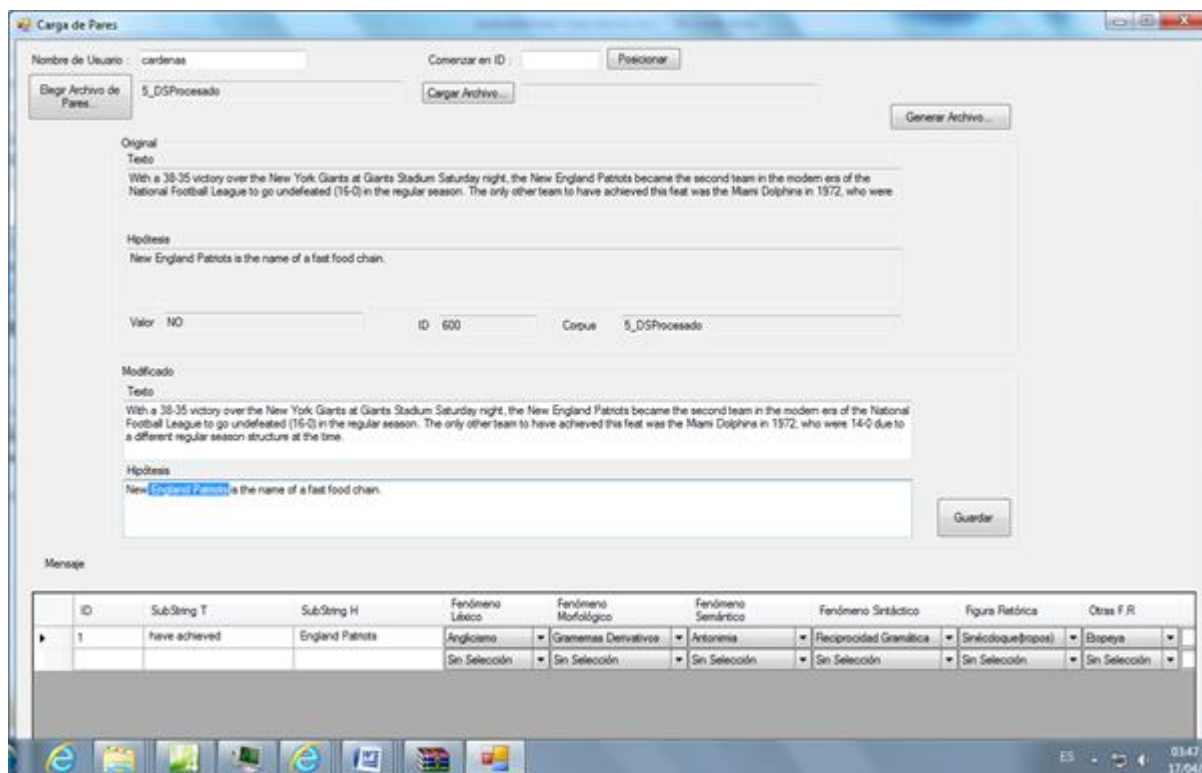 Carga de Pares
Nombre de Usuario : cardenas Comenzar en ID : Posicionar
Elegir Archivo de Pares... 5_DSProcesado Cargar Archivo...
Generar Archivo...
Original
Texto
With a 38-35 victory over the New York Giants at Giants Stadium Saturday night, the New England Patriots became the second team in the modern era of the
National Football League to go undefeated (16-0) in the regular season. The only other team to have achieved this feat was the Miami Dolphins in 1972, who were
Hipótesis
New England Patriots is the name of a fast food chain.
Valor NO ID 600 Corpus 5_DSProcesado
Modificado
Texto
With a 38-35 victory over the New York Giants at Giants Stadium Saturday night, the New England Patriots became the second team in the modern era of the National
Football League to go undefeated (16-0) in the regular season. The only other team to have achieved this feat was the Miami Dolphins in 1972, who were 14-0 due to
a different regular season structure at the time.
Hipótesis
New England Patriots is the name of a fast food chain.
Guardar
Mensaje
ID SubString T SubString H Fenómeno Léxico Fenómeno Morfológico Fenómeno Semántico Fenómeno Sintáctico Figura Retórica Otras F.R
1 have achieved England Patriots Anglicismo Gramemas Derivativos Antonimia Reciprocidad Gramática Sinécdoque(tropos) Etopeya
Sin Selección Sin Selección Sin Selección Sin Selección Sin Selección Sin Selección
ES 03:47
17/04